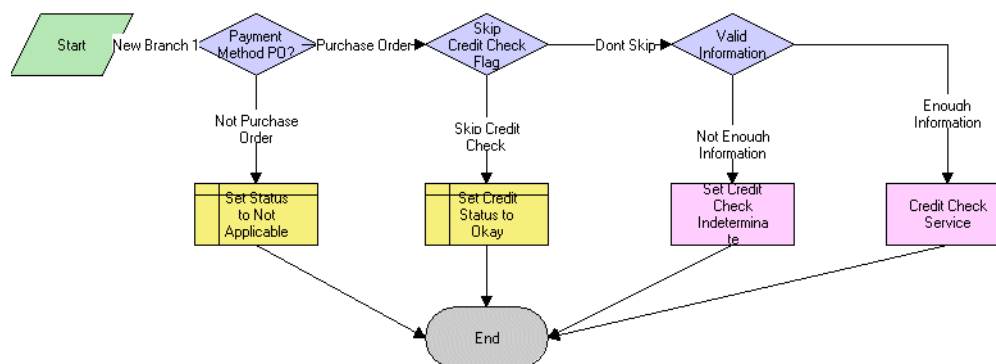 Start
New Branch 1
Payment
Method PO?
Purchase Order
Skip
Credit Check
Flag
Dont Skip
Valid
Information
Not Purchase
Order
Skip Credit
Check
Not Enough
Information
Enough
Information
Set Status
to Not
Applicable
Set Credit
Status to
Okay
Set Credit
Check
Indetermina
te
Credit Check
Service
End